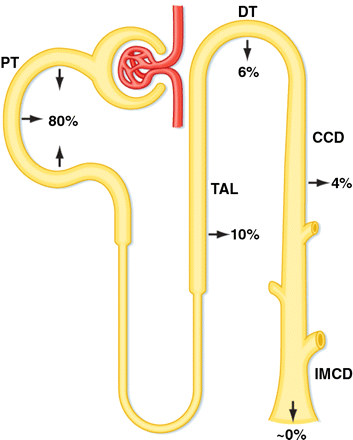 DT
PT
6%
80%
CCD
TAL
4%
10%
IMCD
~0%